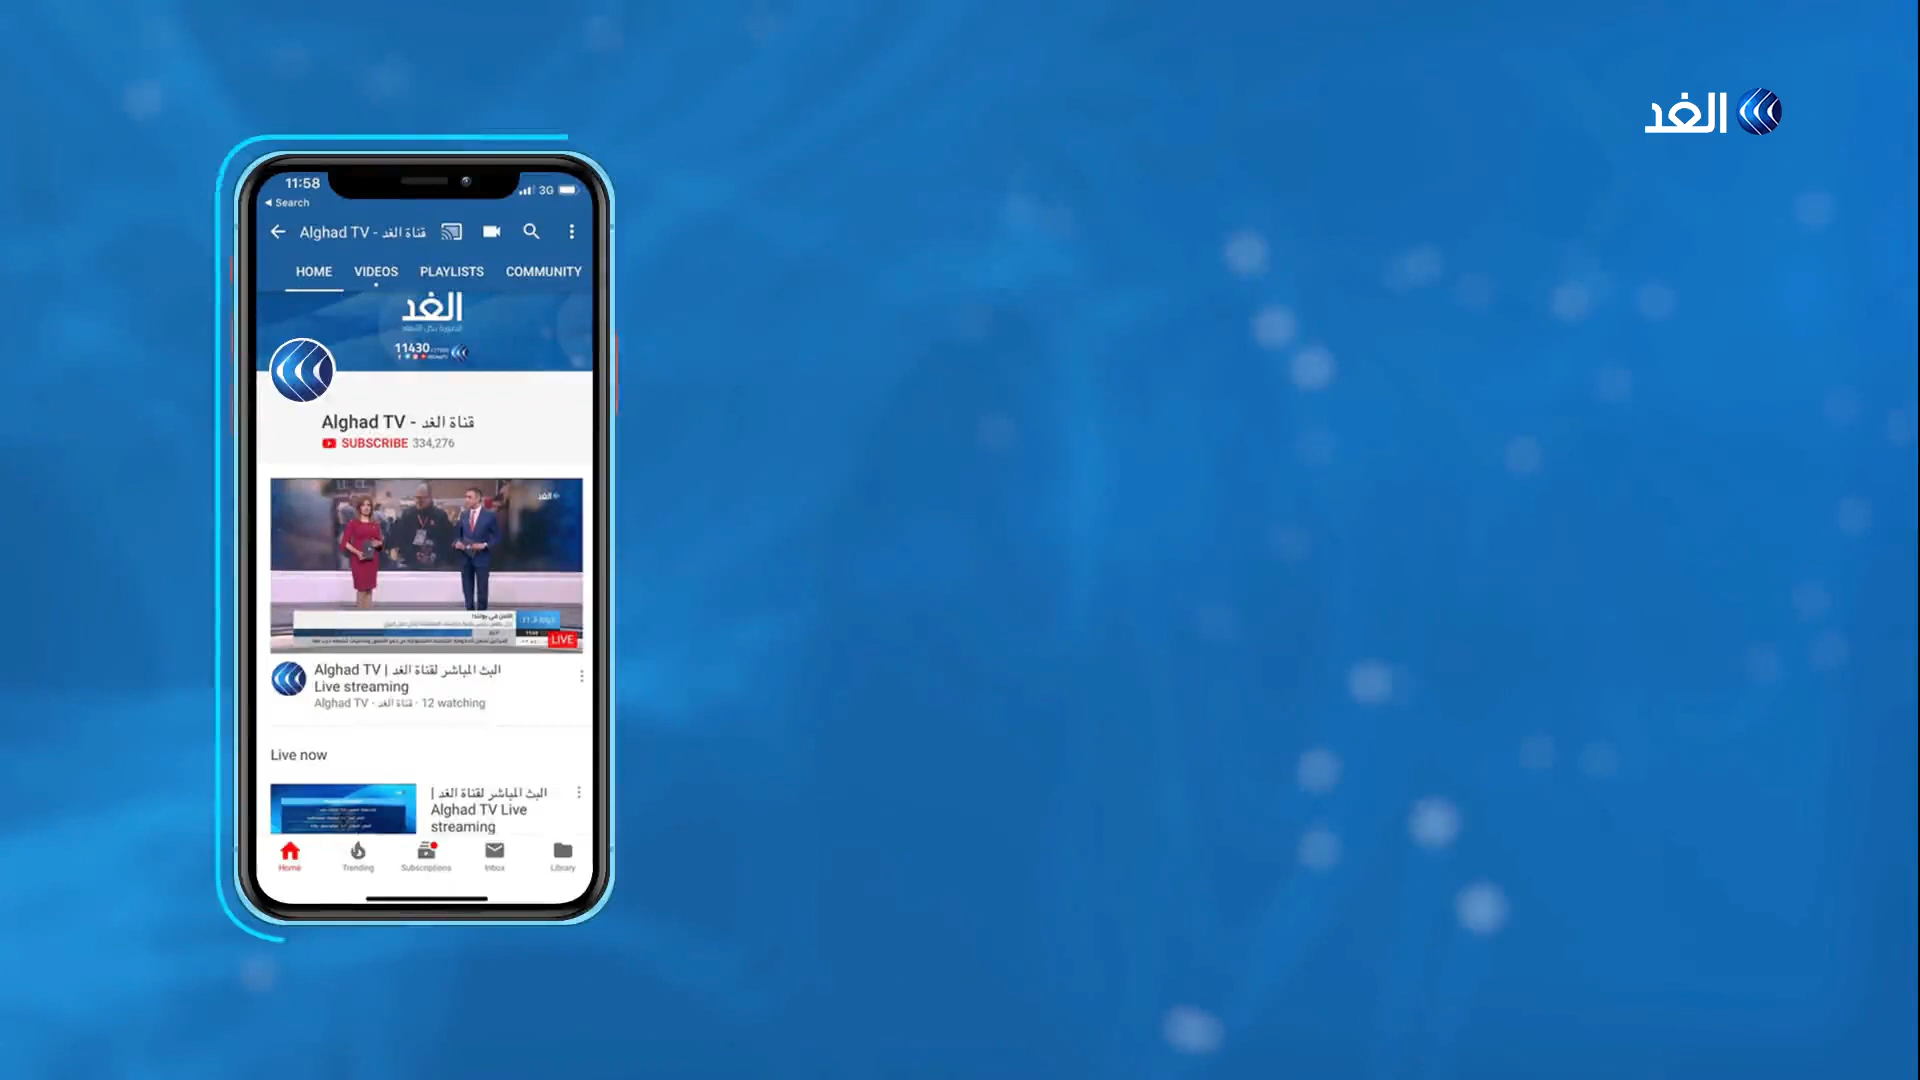 الغد
11:58
3G
Search
Alghad TV - قناة الغد
HOME VIDEOS PLAYLISTS COMMUNITY
الغد
11430
Alghad TV - قناة الغد
SUBSCRIBE 334,276
الغد
LIVE
Alghad TV | البث المباشر لقناة الغد
Live streaming
Alghad TV - قناة الغد · 12 watching
Live now
البث المباشر لقناة الغد |
Alghad TV Live
streaming
Home Trending Subscriptions Inbox Library